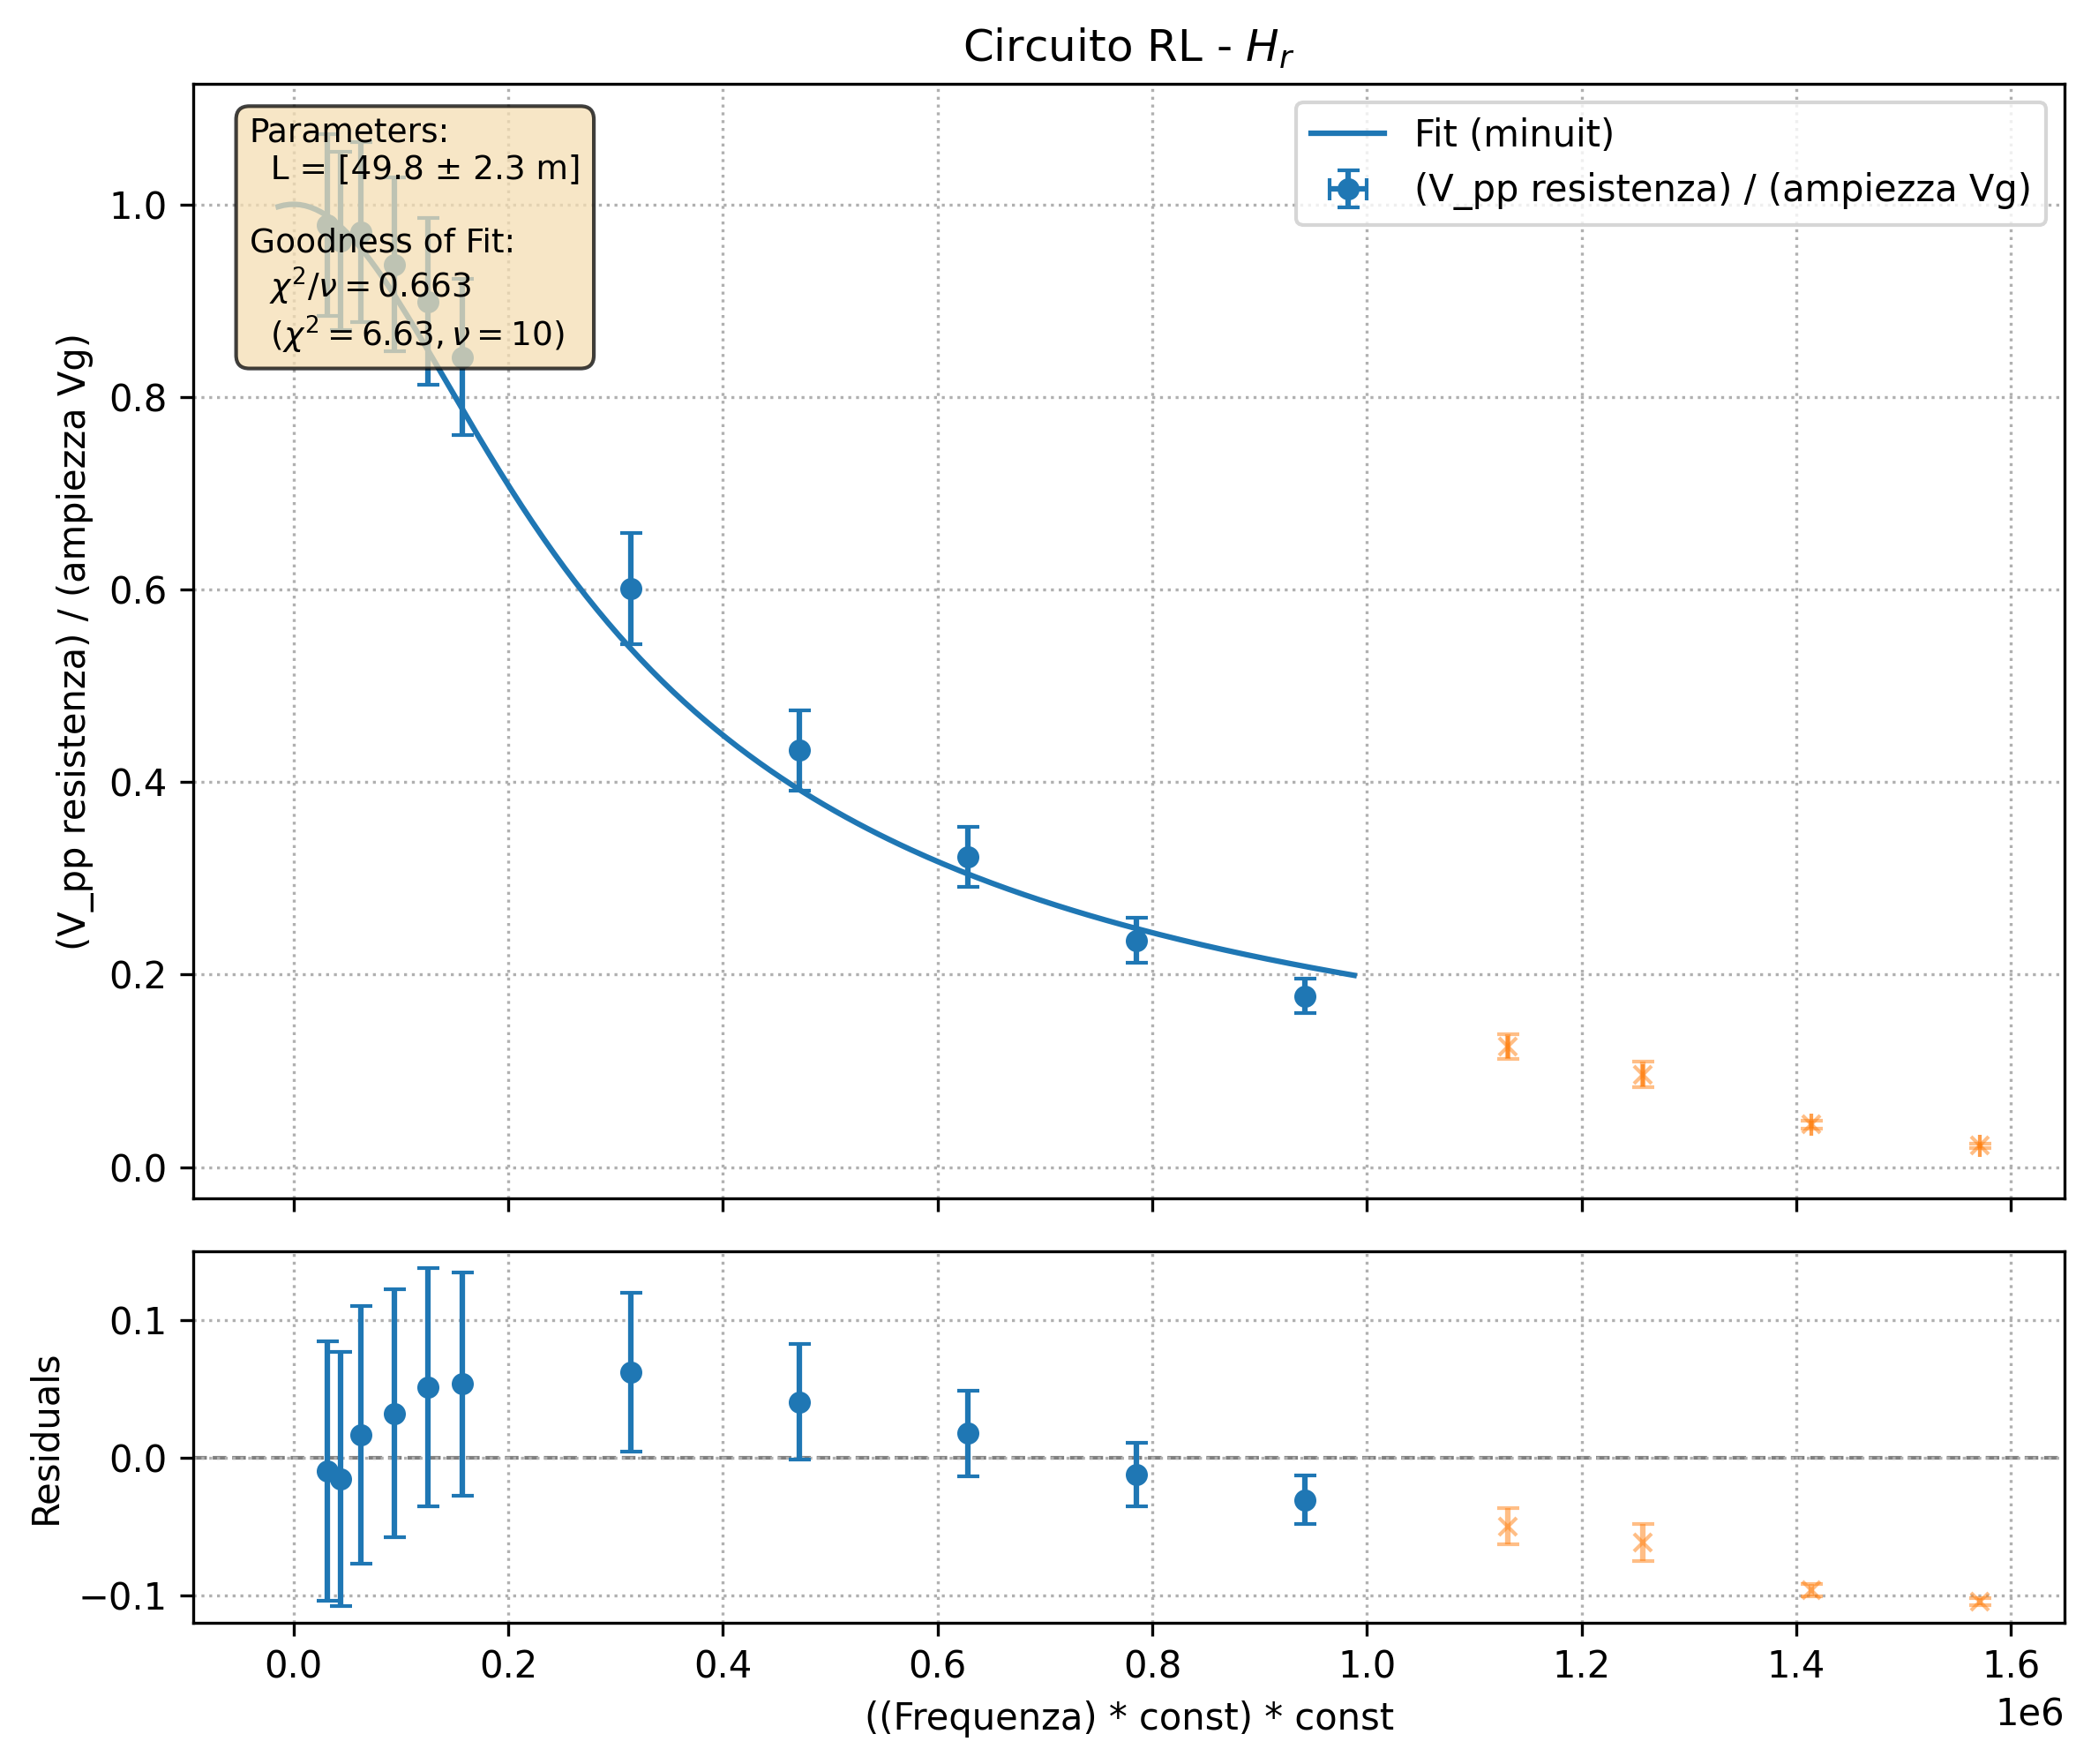 Circuito RL - H_r
Parameters:
L = [49.8 ± 2.3 m]
Goodness of Fit:
χ²/ν = 0.663
(χ² = 6.63, ν = 10)
Fit (minuit)
(V_pp resistenza) / (ampiezza Vg)
(V_pp resistenza) / (ampiezza Vg)
1.0
0.8
0.6
0.4
0.2
0.0
Residuals
0.1
0.0
−0.1
0.0 0.2 0.4 0.6 0.8 1.0 1.2 1.4 1.6
1e6
((Frequenza) * const) * const